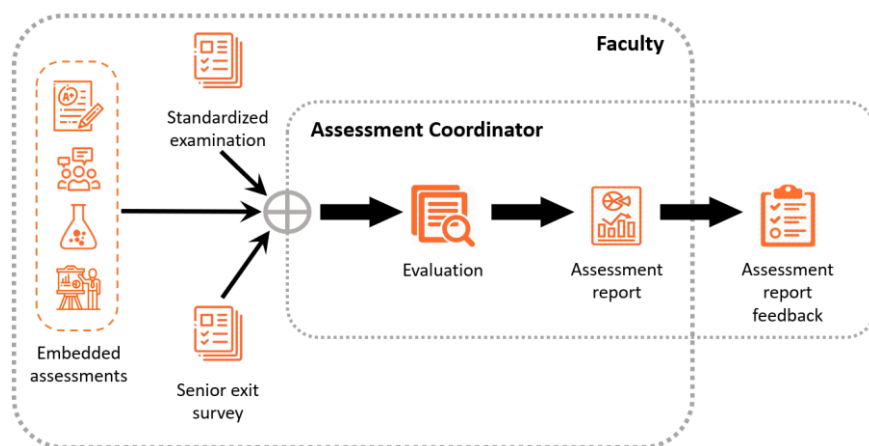 Faculty
Standardized
examination
Assessment Coordinator
A+
Evaluation
Assessment
report
Assessment
report
feedback
Embedded
assessments
Senior exit
survey